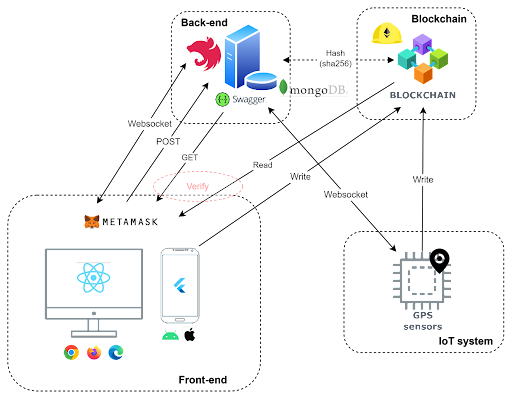 Back-end
Blockchain
Hash
(sha256)
mongoDB.
Swagger
BLOCKCHAIN
Websocket
POST
GET
Read
Write
Verify
Websocket
Write
METAMASK
GPS
sensors
IoT system
Front-end